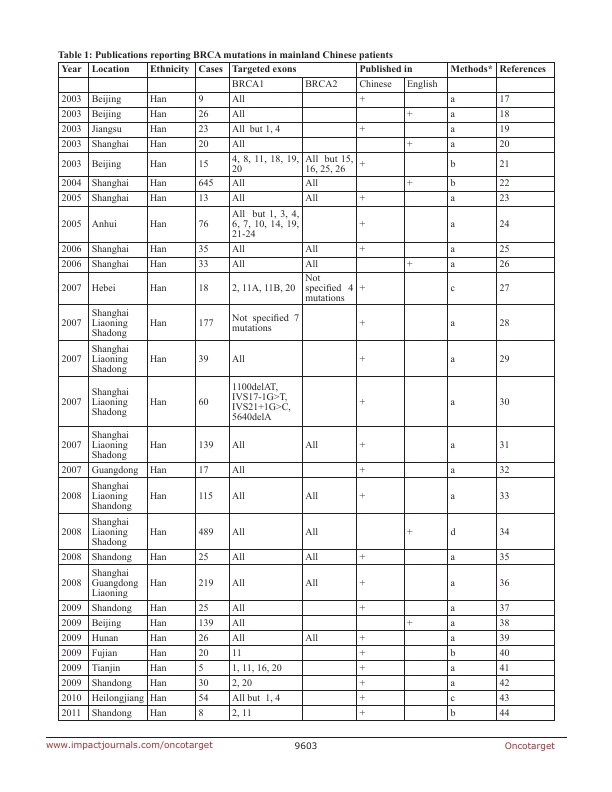 Table 1: Publications reporting BRCA mutations in mainland Chinese patients
Year Location Ethnicity Cases Targeted exons Published in Methods* References
BRCA1 BRCA2 Chinese English
2003 Beijing Han 9 All + a 17
2003 Beijing Han 26 All + a 18
2003 Jiangsu Han 23 All but 1, 4 + a 19
2003 Shanghai Han 20 All + a 20
2003 Beijing Han 15 4, 8, 11, 18, 19, 20 All but 15, 16, 25, 26 + b 21
2004 Shanghai Han 645 All All + b 22
2005 Shanghai Han 13 All All + a 23
2005 Anhui Han 76 All but 1, 3, 4, 6, 7, 10, 14, 19, 21-24 + a 24
2006 Shanghai Han 35 All All + a 25
2006 Shanghai Han 33 All All + a 26
2007 Hebei Han 18 2, 11A, 11B, 20 Not specified 4 mutations + c 27
2007 Shanghai Liaoning Shadong Han 177 Not specified 7 mutations + a 28
2007 Shanghai Liaoning Shadong Han 39 All + a 29
2007 Shanghai Liaoning Shadong Han 60 1100delAT, IVS17-1G>T, IVS21+1G>C, 5640delA + a 30
2007 Shanghai Liaoning Shadong Han 139 All All + a 31
2007 Guangdong Han 17 All + a 32
2008 Shanghai Liaoning Shandong Han 115 All All + a 33
2008 Shanghai Liaoning Shadong Han 489 All All + d 34
2008 Shandong Han 25 All All + a 35
2008 Shanghai Guangdong Liaoning Han 219 All All + a 36
2009 Shandong Han 25 All + a 37
2009 Beijing Han 139 All + a 38
2009 Hunan Han 26 All All + a 39
2009 Fujian Han 20 11 + b 40
2009 Tianjin Han 5 1, 11, 16, 20 + a 41
2009 Shandong Han 30 2, 20 + a 42
2010 Heilongjiang Han 54 All but 1, 4 + c 43
2011 Shandong Han 8 2, 11 + b 44
www.impactjournals.com/oncotarget 9603 Oncotarget